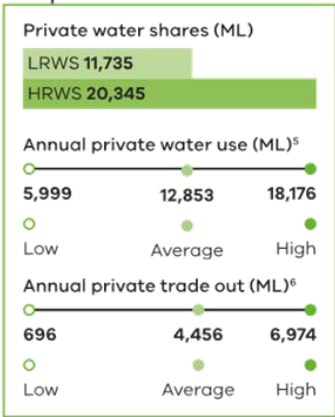 Private water shares (ML)
LRWS 11,735
HRWS 20,345
Annual private water use (ML)⁵
5,999 12,853 18,176
Low Average High
Annual private trade out (ML)⁶
696 4,456 6,974
Low Average High